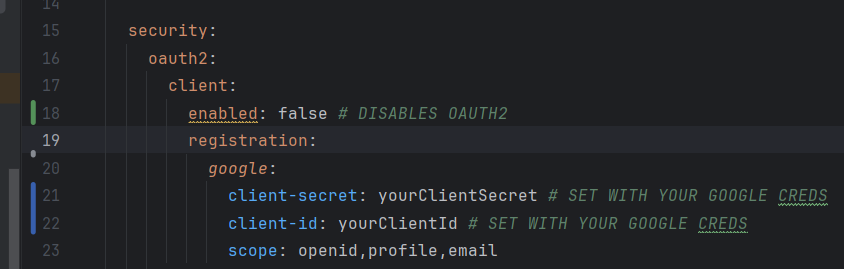 14
15 security:
16 oauth2:
17 client:
18 enabled: false # DISABLES OAUTH2
19 registration:
20 google:
21 client-secret: yourClientSecret # SET WITH YOUR GOOGLE CREDS
22 client-id: yourClientId # SET WITH YOUR GOOGLE CREDS
23 scope: openid,profile,email